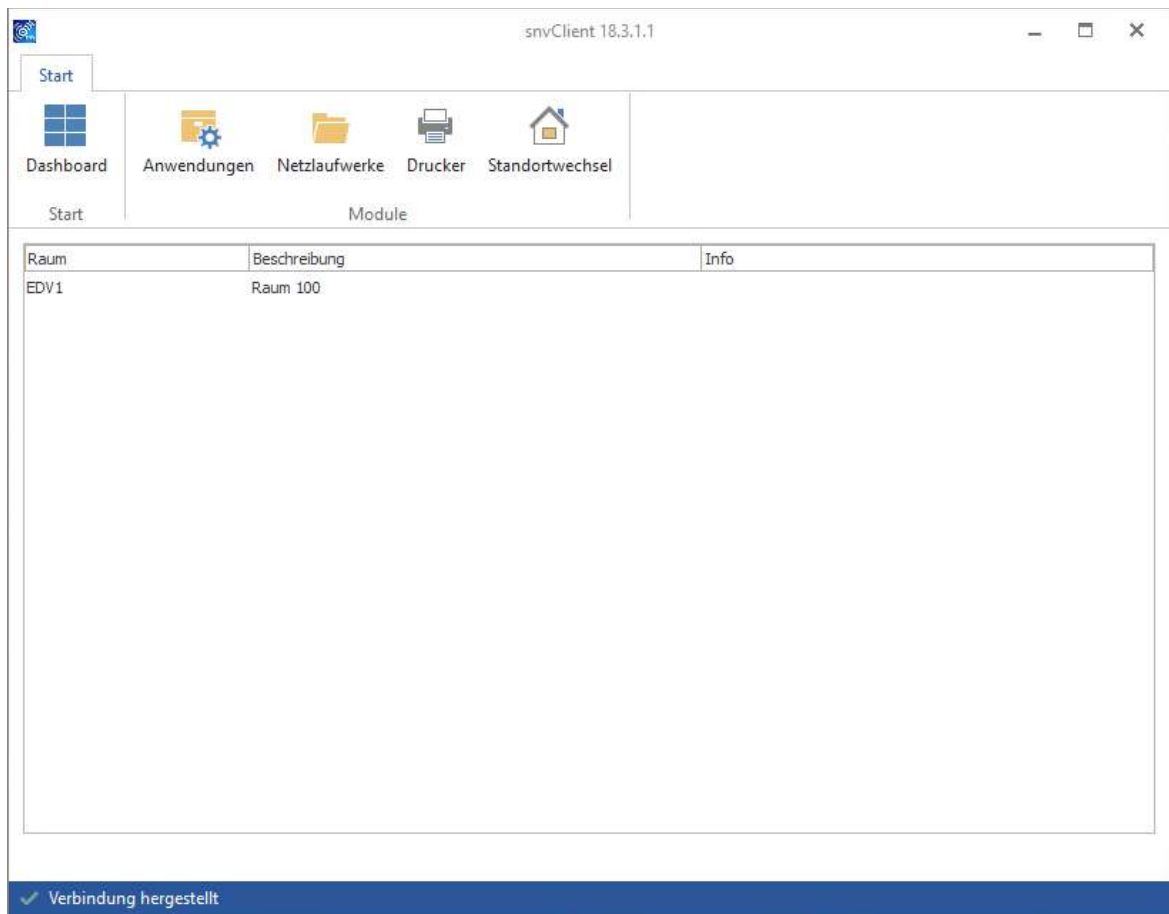 snvClient 18.3.1.1
Start
Dashboard Anwendungen Netzlaufwerke Drucker Standortwechsel
Start Module
Raum Beschreibung Info
EDV1 Raum 100
Verbindung hergestellt